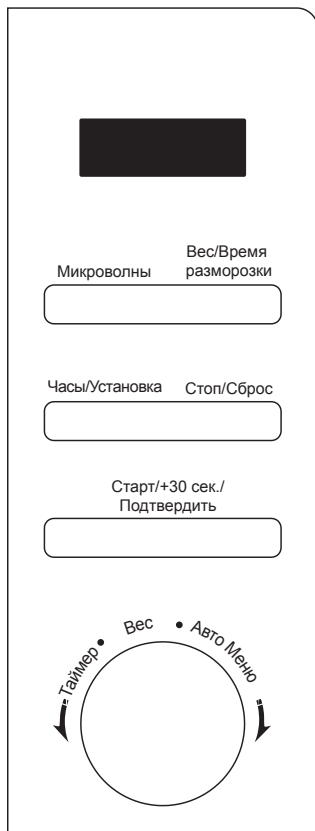 Вес/Время
Микроволны разморозки
Часы/Установка Стоп/Сброс
Старт/+30 сек./
Подтвердить
Таймер • Вес • Авто Меню